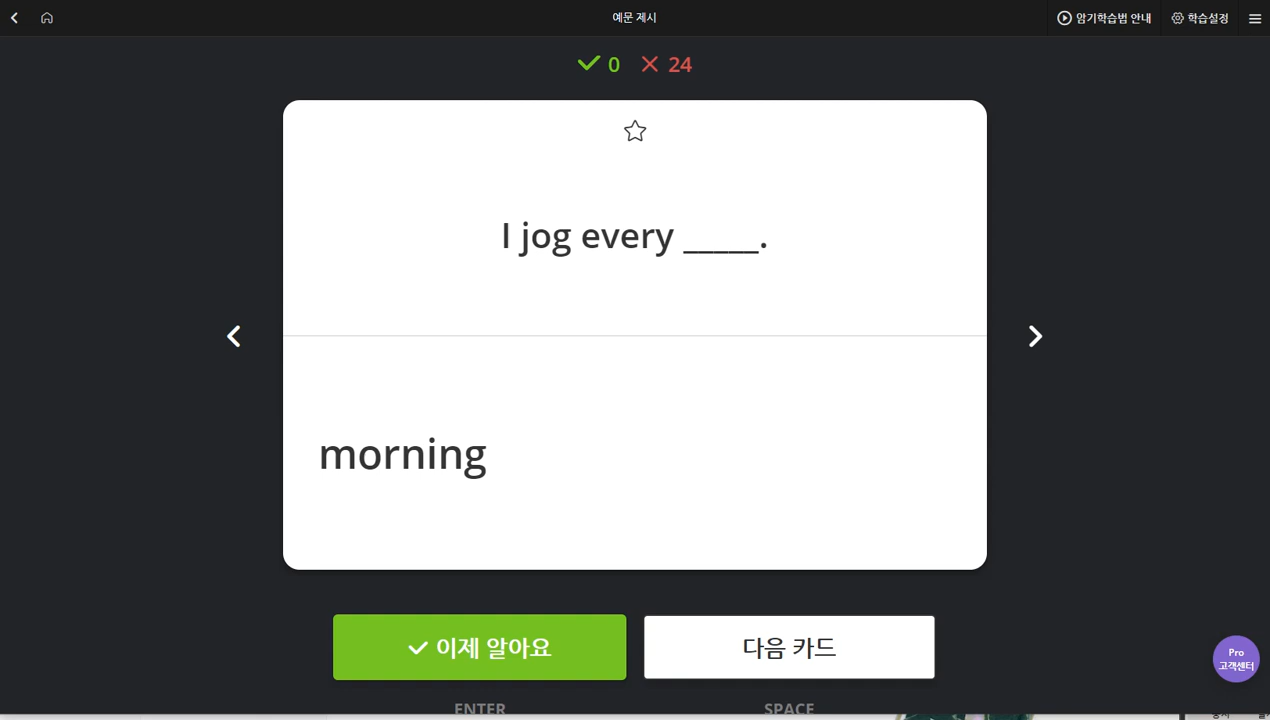 예문 제시
암기학습법 안내
학습설정
0
24
I jog every _____.
morning
이제 알아요
다음 카드
Pro
고객센터
ENTER
SPACE